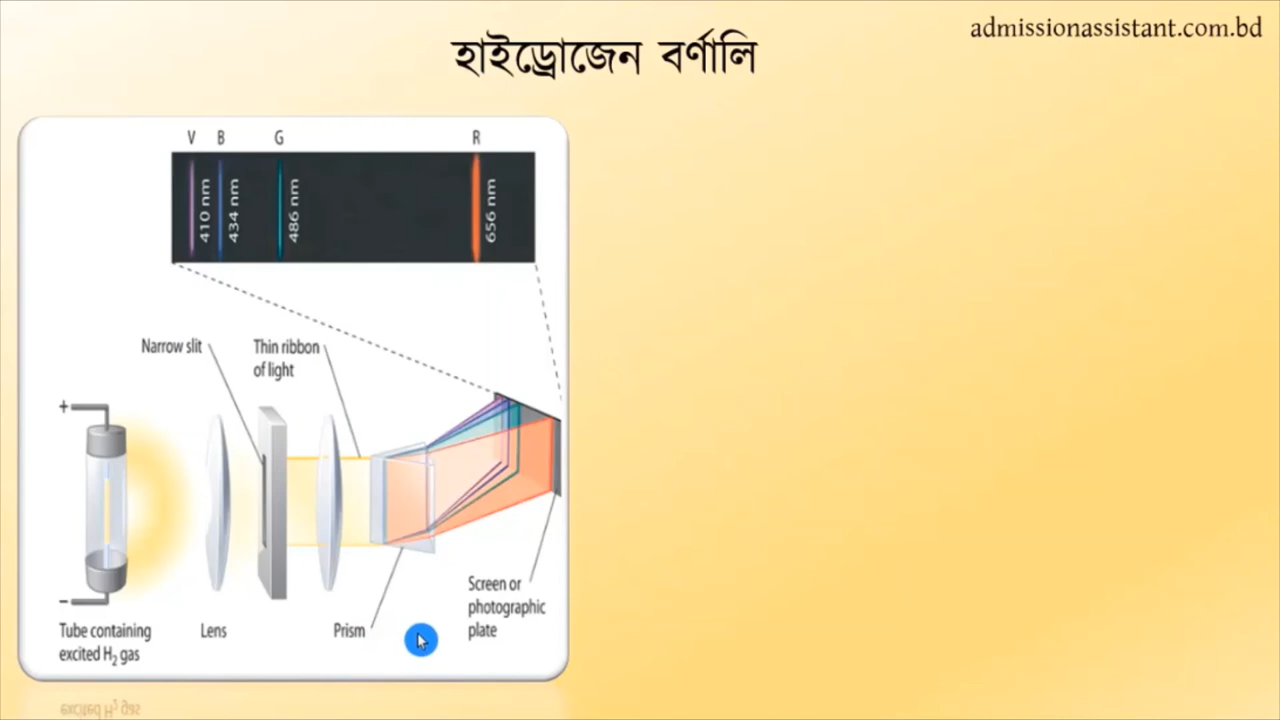 admissionassistant.com.bd
হাইড্রোজেন বর্ণালি
V B G R
410 nm
434 nm
486 nm
656 nm
Narrow slit
Thin ribbon
of light
+
−
Tube containing
excited H₂ gas
Lens
Prism
Screen or
photographic
plate